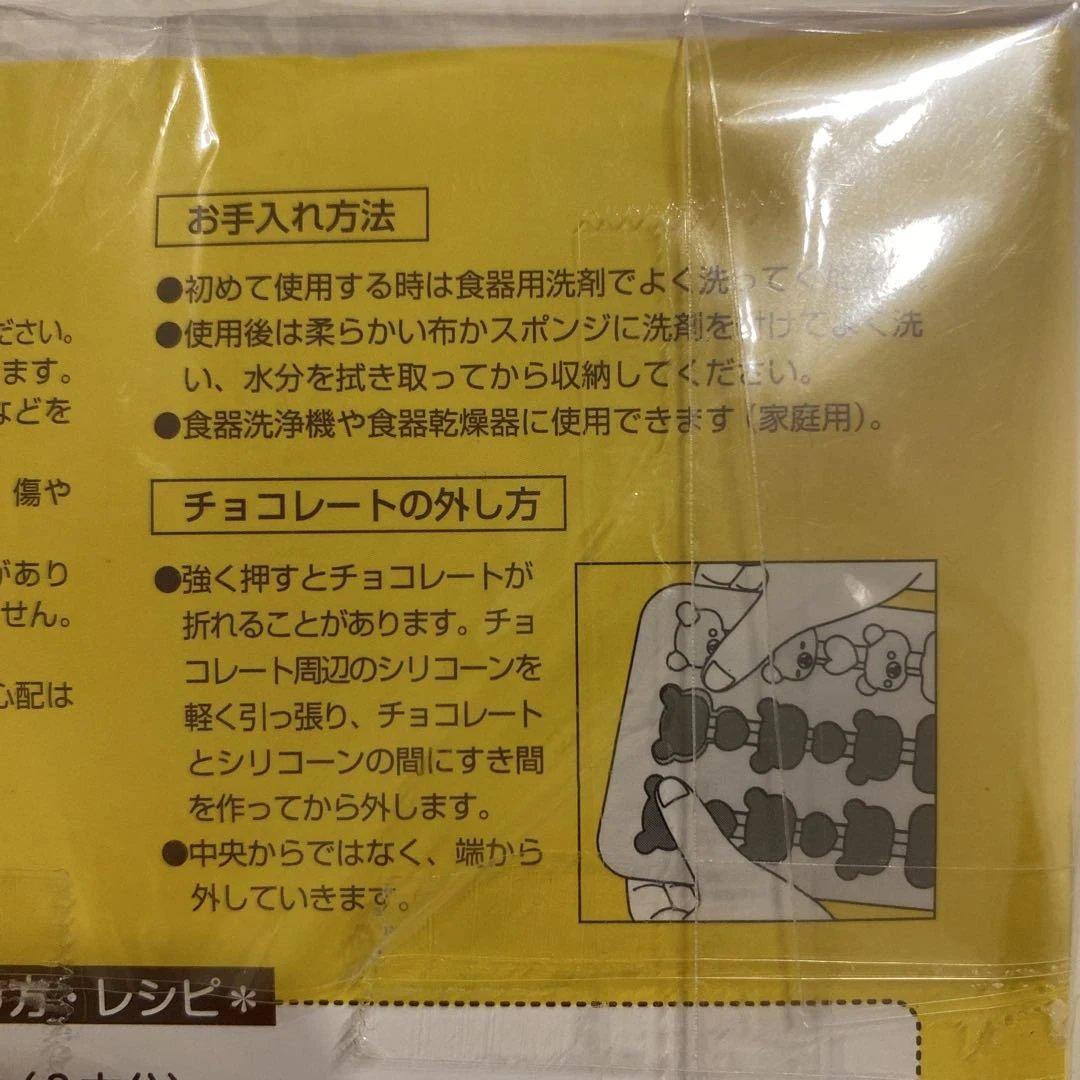 お手入れ方法
●初めて使用する時は食器用洗剤でよく洗ってくだ
●使用後は柔らかい布かスポンジに洗剤を付けてよく洗
い、水分を拭き取ってから収納してください。
●食器洗浄機や食器乾燥器に使用できます(家庭用)。
ださい。
ます。
などを
傷や
があり
せん。
心配は
チョコレートの外し方
●強く押すとチョコレートが
折れることがあります。チョ
コレート周辺のシリコーンを
軽く引っ張り、チョコレート
とシリコーンの間にすき間
を作ってから外します。
●中央からではなく、端から
外していきます。
方・レシピ＊